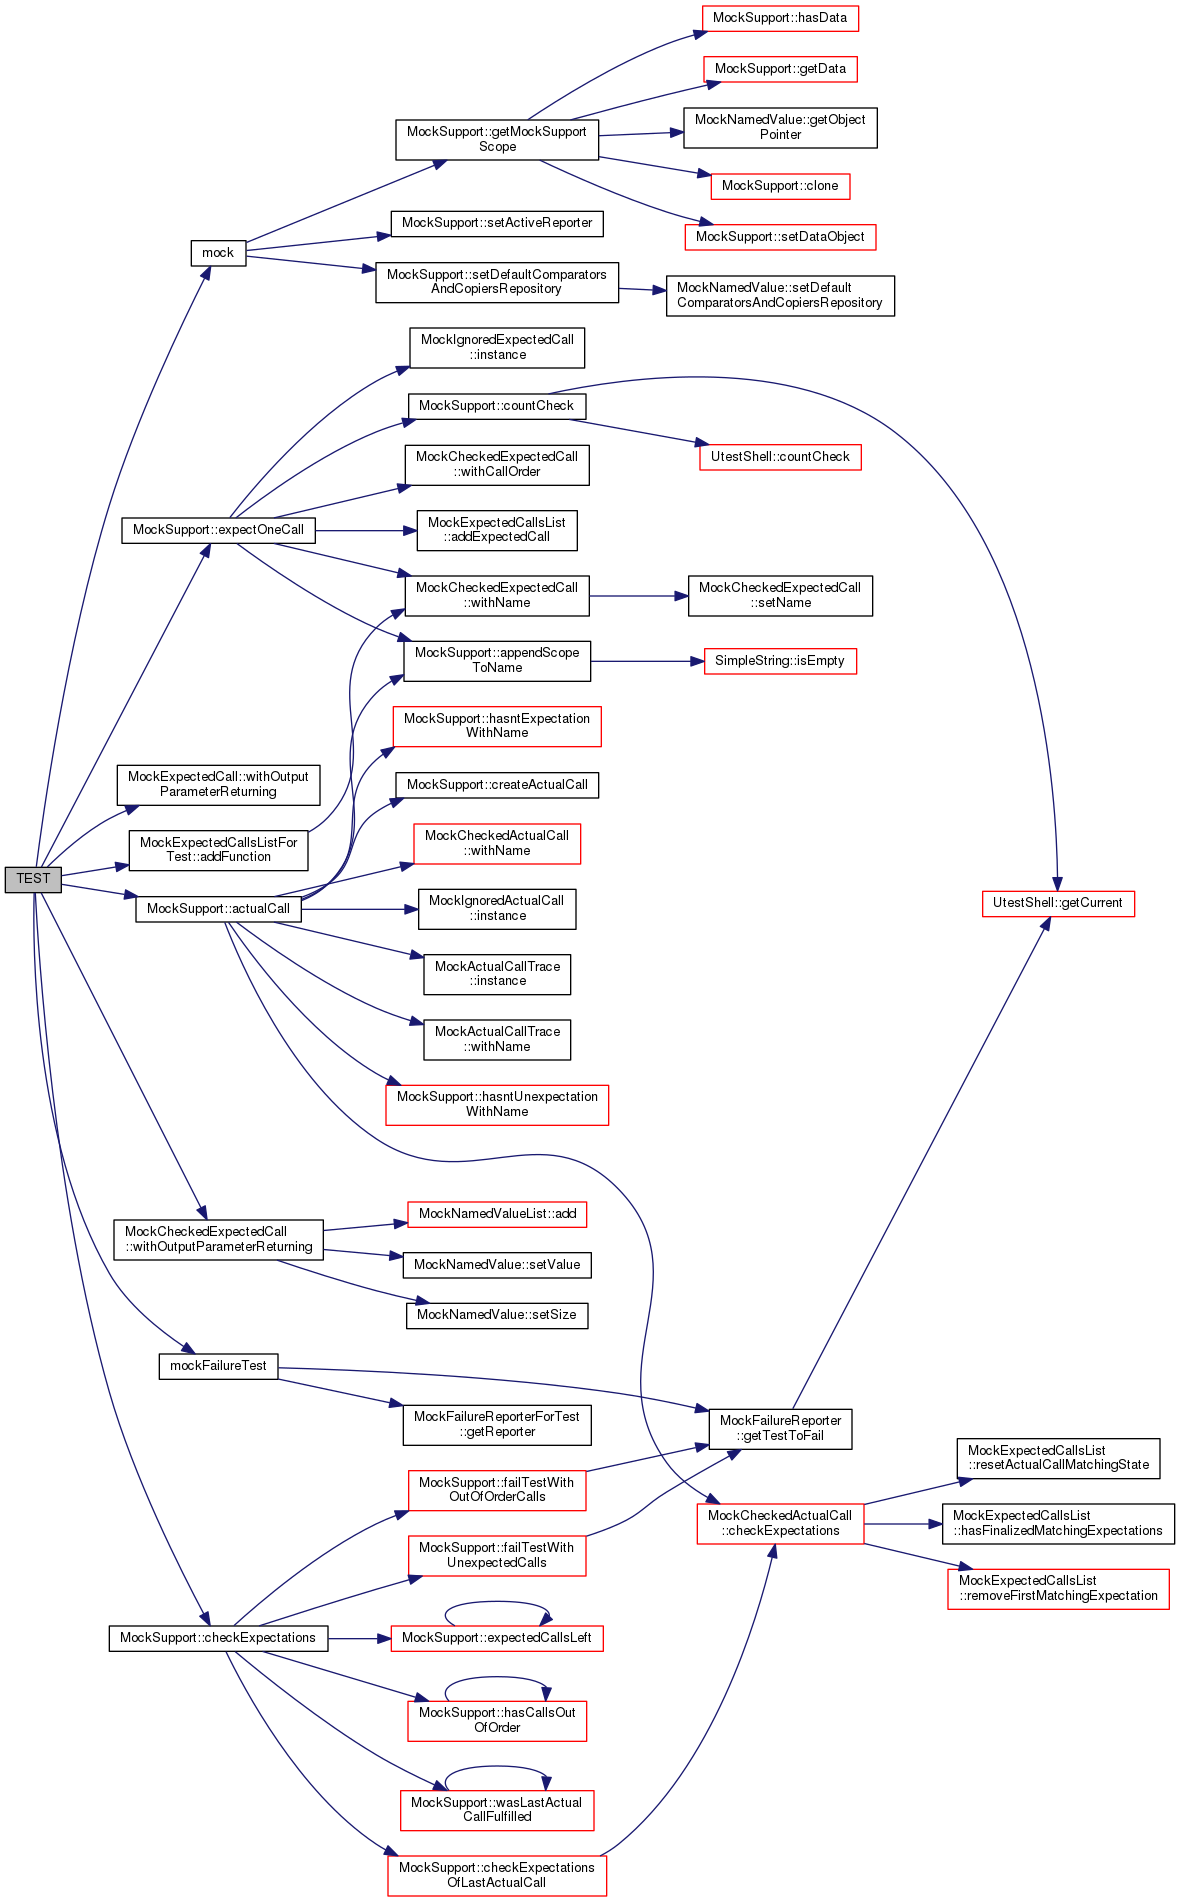 MockSupport::hasData
MockSupport::getData
MockNamedValue::getObject
Pointer
MockSupport::getMockSupport
Scope
MockSupport::clone
MockSupport::setDataObject
MockSupport::setActiveReporter
mock
MockSupport::setDefaultComparators
AndCopiersRepository
MockNamedValue::setDefault
ComparatorsAndCopiersRepository
MockIgnoredExpectedCall
::instance
MockSupport::countCheck
UtestShell::countCheck
MockCheckedExpectedCall
::withCallOrder
MockSupport::expectOneCall
MockExpectedCallsList
::addExpectedCall
MockCheckedExpectedCall
::withName
MockCheckedExpectedCall
::setName
MockSupport::appendScope
ToName
SimpleString::isEmpty
MockSupport::hasntExpectation
WithName
MockExpectedCall::withOutput
ParameterReturning
MockSupport::createActualCall
MockExpectedCallsListFor
Test::addFunction
MockCheckedActualCall
::withName
TEST
MockSupport::actualCall
MockIgnoredActualCall
::instance
UtestShell::getCurrent
MockActualCallTrace
::instance
MockActualCallTrace
::withName
MockSupport::hasntUnexpectation
WithName
MockNamedValueList::add
MockCheckedExpectedCall
::withOutputParameterReturning
MockNamedValue::setValue
MockNamedValue::setSize
mockFailureTest
MockFailureReporterForTest
::getReporter
MockFailureReporter
::getTestToFail
MockExpectedCallsList
::resetActualCallMatchingState
MockSupport::failTestWith
OutOfOrderCalls
MockCheckedActualCall
::checkExpectations
MockExpectedCallsList
::hasFinalizedMatchingExpectations
MockSupport::failTestWith
UnexpectedCalls
MockExpectedCallsList
::removeFirstMatchingExpectation
MockSupport::checkExpectations
MockSupport::expectedCallsLeft
MockSupport::hasCallsOut
OfOrder
MockSupport::wasLastActual
CallFulfilled
MockSupport::checkExpectations
OfLastActualCall